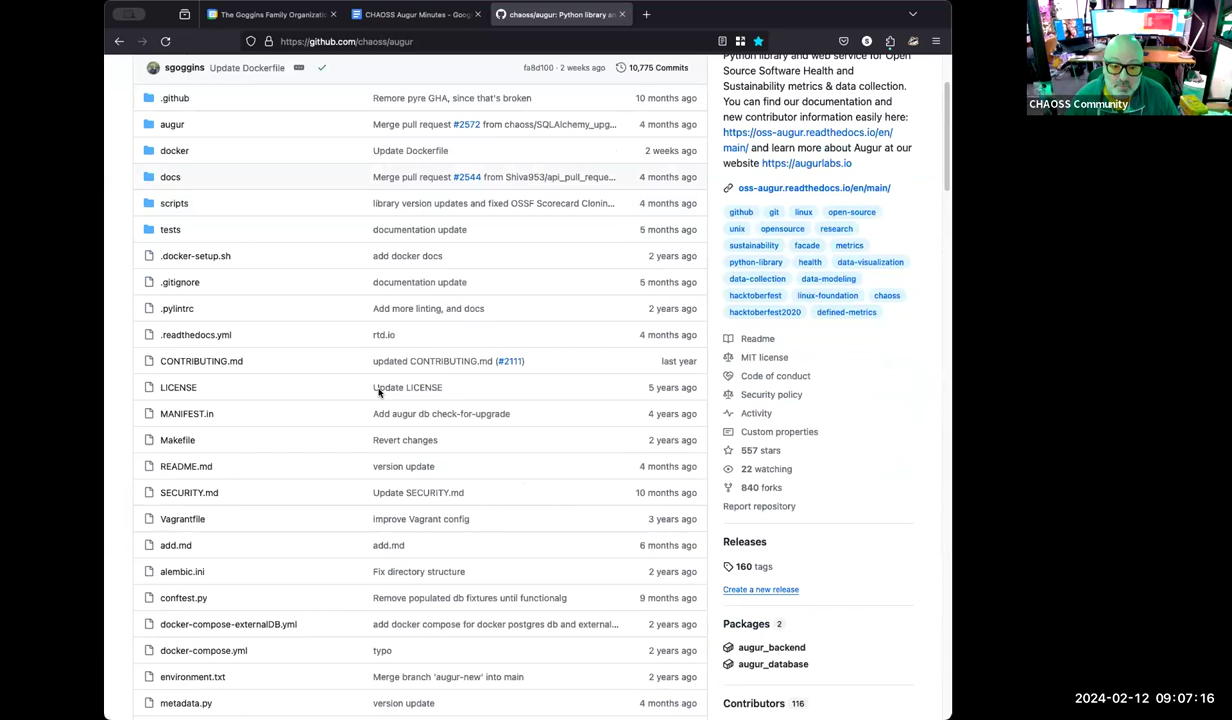 The Goggins Family Organizatio
CHAOSS Augur Minutes - Goog
chaoss/augur: Python library an
https://github.com/chaoss/augur
sgoggins Update Dockerfile
fa8d100 · 2 weeks ago
10,775 Commits
.github Remore pyre GHA, since that's broken 10 months ago
augur Merge pull request #2572 from chaoss/SQLAlchemy_upg... 4 months ago
docker Update Dockerfile 2 weeks ago
docs Merge pull request #2544 from Shiva953/api_pull_reque... 4 months ago
scripts library version updates and fixed OSSF Scorecard Clonin... 4 months ago
tests documentation update 5 months ago
.docker-setup.sh add docker docs 2 years ago
.gitignore documentation update 5 months ago
.pylintrc Add more linting, and docs 2 years ago
.readthedocs.yml rtd.io 4 months ago
CONTRIBUTING.md updated CONTRIBUTING.md (#2111) last year
LICENSE Update LICENSE 5 years ago
MANIFEST.in Add augur db check-for-upgrade 4 years ago
Makefile Revert changes 2 years ago
README.md version update 4 months ago
SECURITY.md Update SECURITY.md 10 months ago
Vagrantfile improve Vagrant config 3 years ago
add.md add.md 6 months ago
alembic.ini Fix directory structure 2 years ago
conftest.py Remove populated db fixtures until functionalg 9 months ago
docker-compose-externalDB.yml add docker compose for docker postgres db and external... 2 years ago
docker-compose.yml typo 2 years ago
environment.txt Merge branch 'augur-new' into main 2 years ago
metadata.py version update 4 months ago
Python library and web service for Open
Source Software Health and
Sustainability metrics & data collection.
You can find our documentation and
new contributor information easily here:
https://oss-augur.readthedocs.io/en/
main/ and learn more about Augur at our
website https://augurlabs.io
oss-augur.readthedocs.io/en/main/
github git linux open-source
unix opensource research
sustainability facade metrics
python-library health data-visualization
data-collection data-modeling
hacktoberfest linux-foundation chaoss
hacktoberfest2020 defined-metrics
Readme
MIT license
Code of conduct
Security policy
Activity
Custom properties
557 stars
22 watching
840 forks
Report repository
Releases
160 tags
Create a new release
Packages 2
augur_backend
augur_database
Contributors 116
CHAOSS Community
2024-02-12 09:07:16